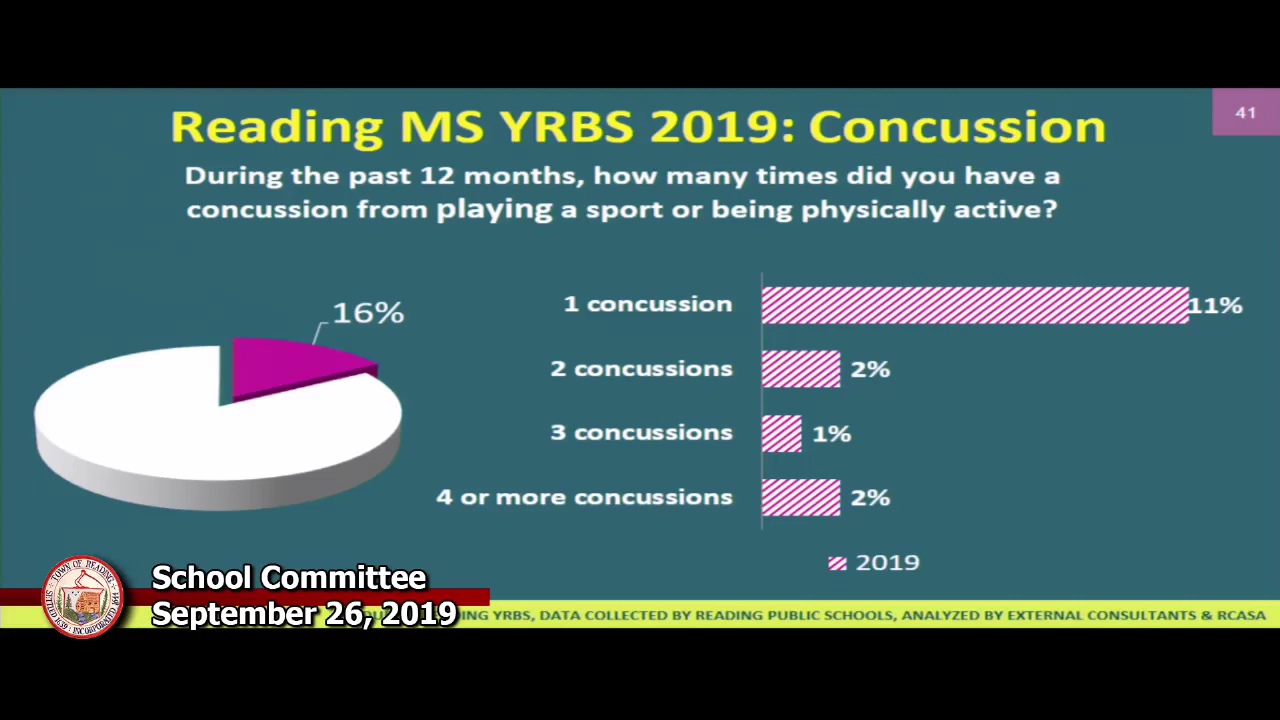 Reading MS YRBS 2019: Concussion
41
During the past 12 months, how many times did you have a
concussion from playing a sport or being physically active?
16%
1 concussion
11%
2 concussions
2%
3 concussions
1%
4 or more concussions
2%
2019
School Committee
September 26, 2019
TOWN OF READING
YRBS, DATA COLLECTED BY READING PUBLIC SCHOOLS, ANALYZED BY EXTERNAL CONSULTANTS & RCASA